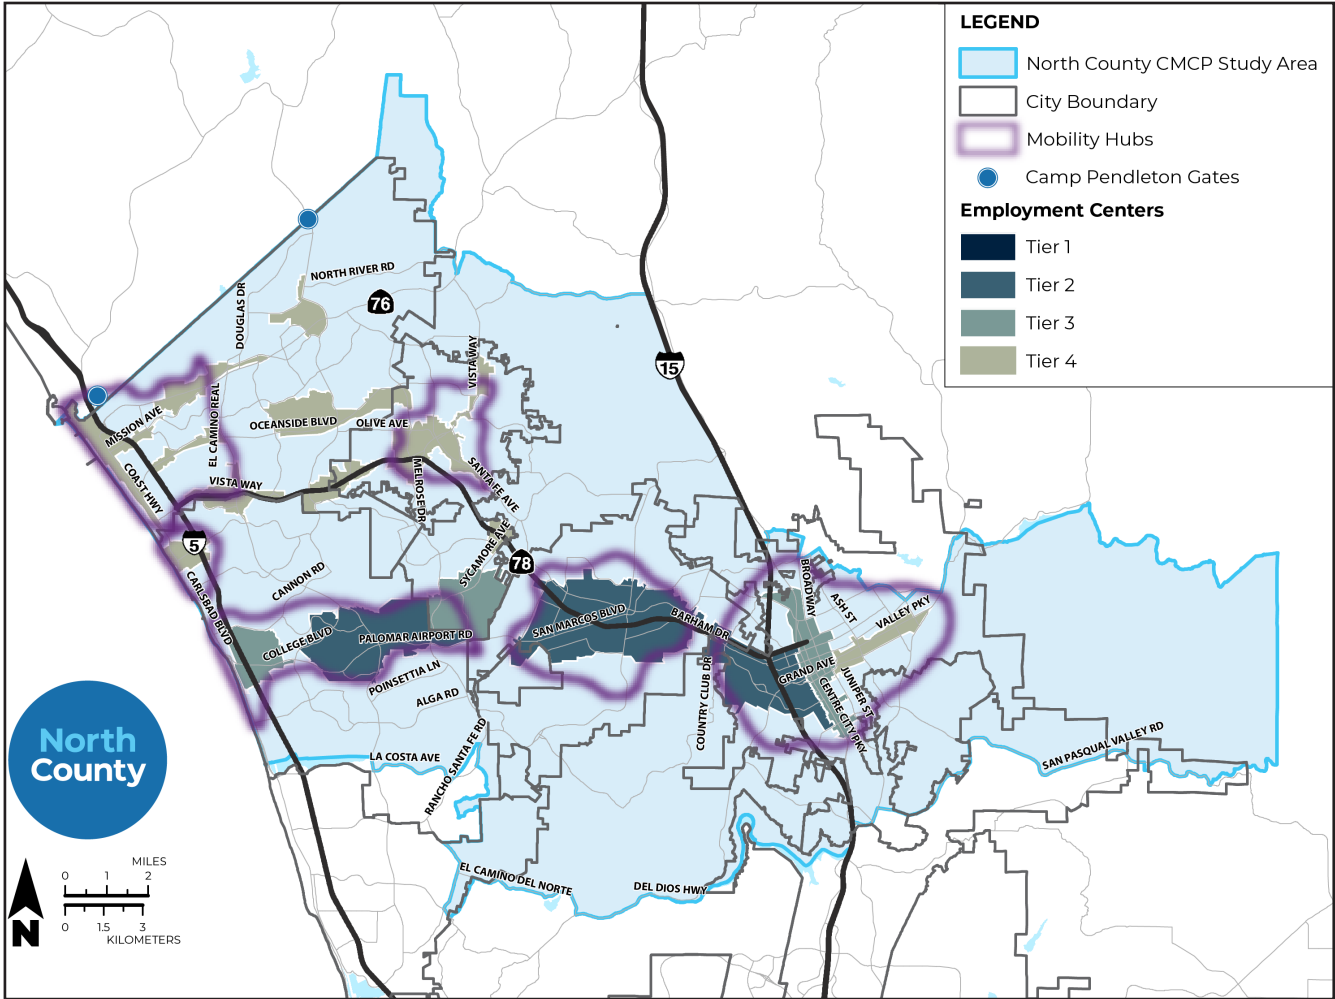 LEGEND
North County CMCP Study Area
City Boundary
Mobility Hubs
Camp Pendleton Gates
Employment Centers
Tier 1
Tier 2
Tier 3
Tier 4
NORTH RIVER RD
76
DOUGLAS DR
VISTA WAY
15
MISSION AVE
EL CAMINO REAL
OCEANSIDE BLVD
OLIVE AVE
COAST HWY
VISTA WAY
MELROSE DR
SANTA FE AVE
5
SYCAMORE AVE
78
CANNON RD
CARLSBAD BLVD
COLLEGE BLVD
PALOMAR AIRPORT RD
SAN MARCOS BLVD
BARHAM DR
BROADWAY
ASH ST
VALLEY PKY
POINSETTIA LN
ALGA RD
COUNTRY CLUB DR
GRAND AVE
JUNIPER ST
CENTRE CITY PKY
RANCHO SANTA FE RD
LA COSTA AVE
SAN PASQUAL VALLEY RD
EL CAMINO DEL NORTE
DEL DIOS HWY
North
County
MILES
0 1 2
0 1.5 3
KILOMETERS
N